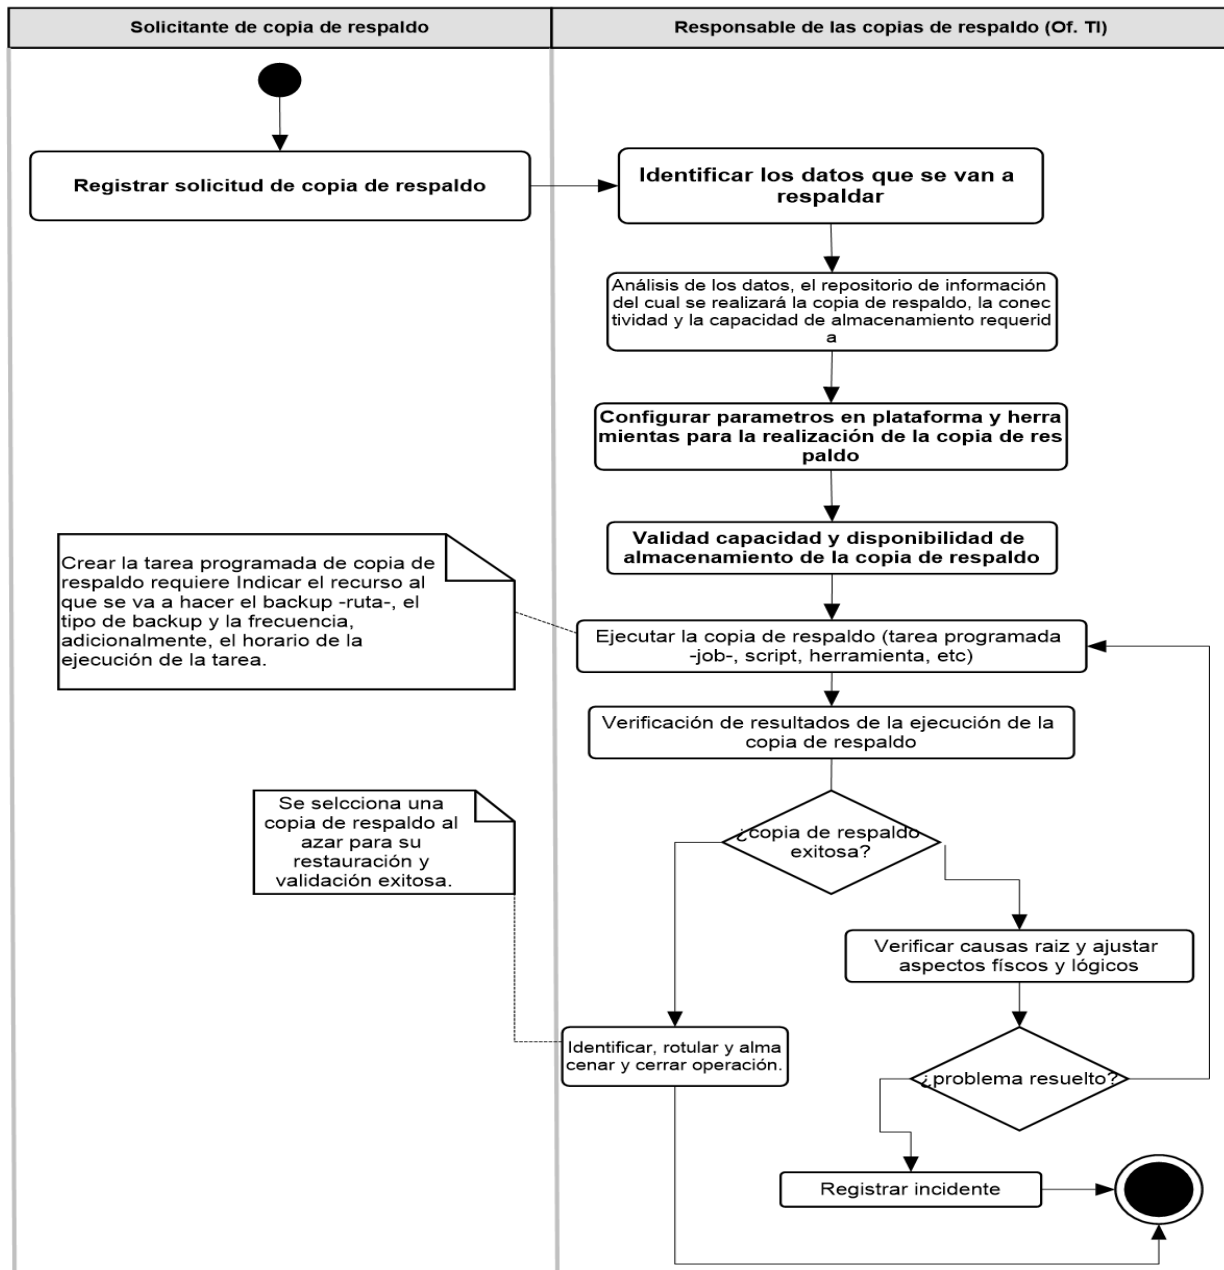 Solicitante de copia de respaldo
Responsable de las copias de respaldo (Of. TI)
Registrar solicitud de copia de respaldo
Identificar los datos que se van a
respaldar
Análisis de los datos, el repositorio de información
del cual se realizará la copia de respaldo, la conec
tividad y la capacidad de almacenamiento requerid
a
Configurar parametros en plataforma y herra
mientas para la realización de la copia de res
paldo
Validad capacidad y disponibilidad de
almacenamiento de la copia de respaldo
Crear la tarea programada de copia de
respaldo requiere Indicar el recurso al
que se va a hacer el backup -ruta-, el
tipo de backup y la frecuencia,
adicionalmente, el horario de la
ejecución de la tarea.
Ejecutar la copia de respaldo (tarea programada
-job-, script, herramienta, etc)
Verificación de resultados de la ejecución de la
copia de respaldo
Se selcciona una
copia de respaldo al
azar para su
restauración y
validación exitosa.
¿copia de respaldo
exitosa?
Verificar causas raiz y ajustar
aspectos físcos y lógicos
Identificar, rotular y alma
cenar y cerrar operación.
¿problema resuelto?
Registrar incidente